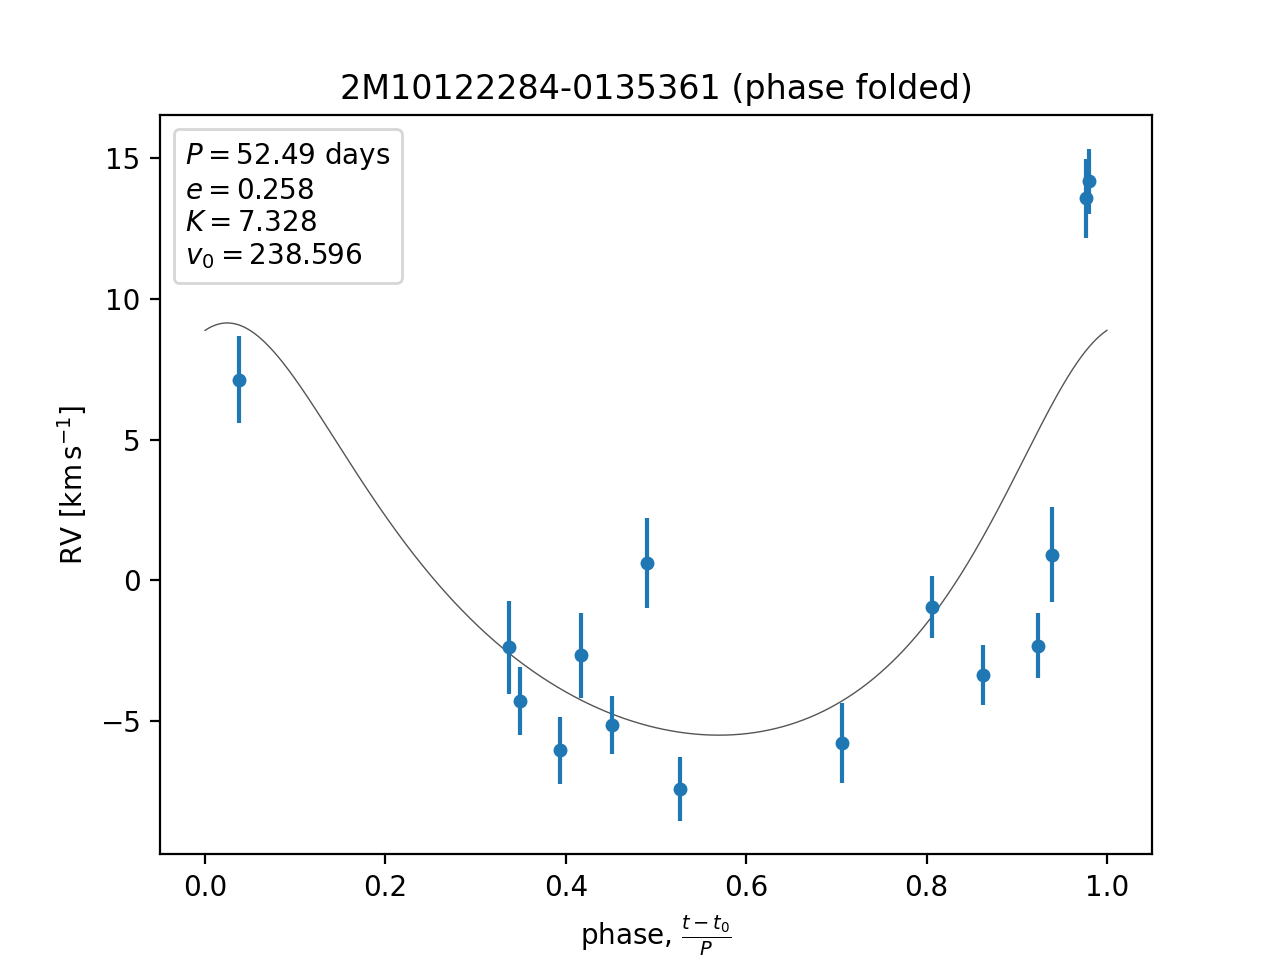 2M10122284-0135361 (phase folded)
P = 52.49 days
e = 0.258
K = 7.328
v₀ = 238.596
15
10
5
0
−5
RV [km s⁻¹]
0.0 0.2 0.4 0.6 0.8 1.0
phase, (t − t₀)/P